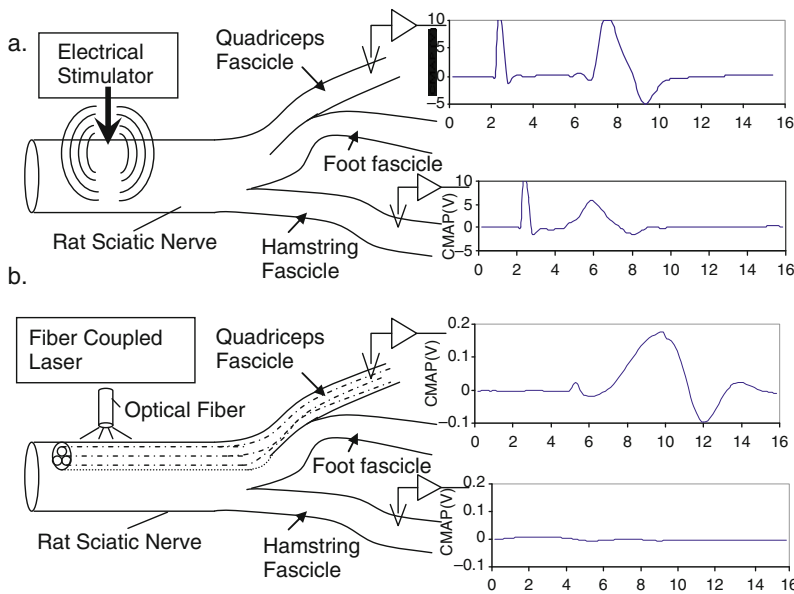 a.
Electrical
Stimulator
Quadriceps
Fascicle
Foot fascicle
Rat Sciatic Nerve
Hamstring
Fascicle
10
5
0
−5
0 2 4 6 8 10 12 14 16
CMAP(V)
10
5
0
−5
0 2 4 6 8 10 12 14 16
b.
Fiber Coupled
Laser
Optical Fiber
Quadriceps
Fascicle
Foot fascicle
Rat Sciatic Nerve
Hamstring
Fascicle
CMAP(V)
0.2
0.1
0
−0.1
0 2 4 6 8 10 12 14 16
CMAP(V)
0.2
0.1
0
−0.1
0 2 4 6 8 10 12 14 16